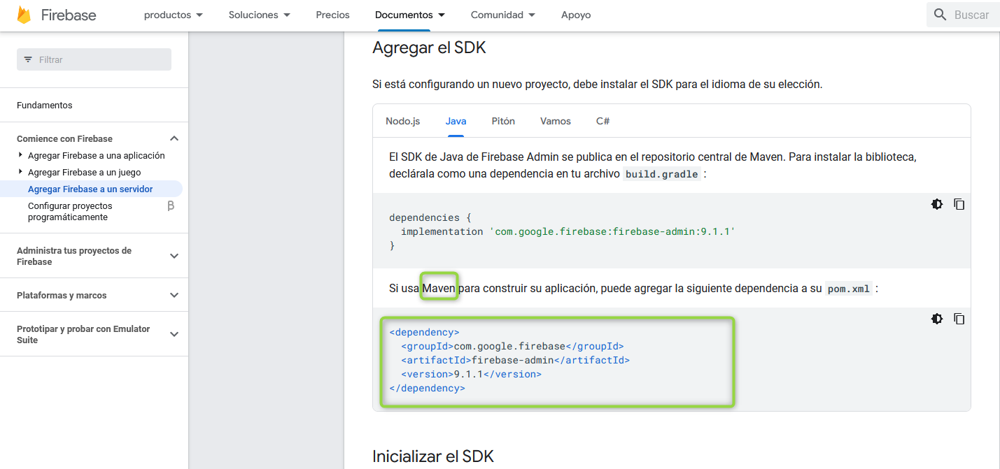 Firebase
productos
Soluciones
Precios
Documentos
Comunidad
Apoyo
Buscar
Filtrar
Fundamentos
Comience con Firebase
Agregar Firebase a una aplicación
Agregar Firebase a un juego
Agregar Firebase a un servidor
Configurar proyectos
programáticamente
β
Administra tus proyectos de
Firebase
Plataformas y marcos
Prototipar y probar con Emulator
Suite
Agregar el SDK
Si está configurando un nuevo proyecto, debe instalar el SDK para el idioma de su elección.
Nodo.js
Java
Pitón
Vamos
C#
El SDK de Java de Firebase Admin se publica en el repositorio central de Maven. Para instalar la biblioteca,
declárala como una dependencia en tu archivo build.gradle :
dependencies {
  implementation 'com.google.firebase:firebase-admin:9.1.1'
}
Si usa Maven para construir su aplicación, puede agregar la siguiente dependencia a su pom.xml :
<dependency>
  <groupId>com.google.firebase</groupId>
  <artifactId>firebase-admin</artifactId>
  <version>9.1.1</version>
</dependency>
Inicializar el SDK